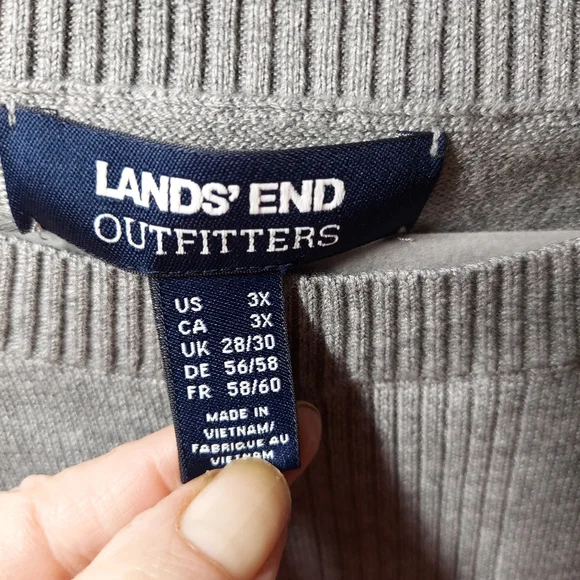 LANDS' END
OUTFITTERS
US 3X
CA 3X
UK 28/30
DE 56/58
FR 58/60
MADE IN
VIETNAM/
FABRIQUE AU
VIETNAM